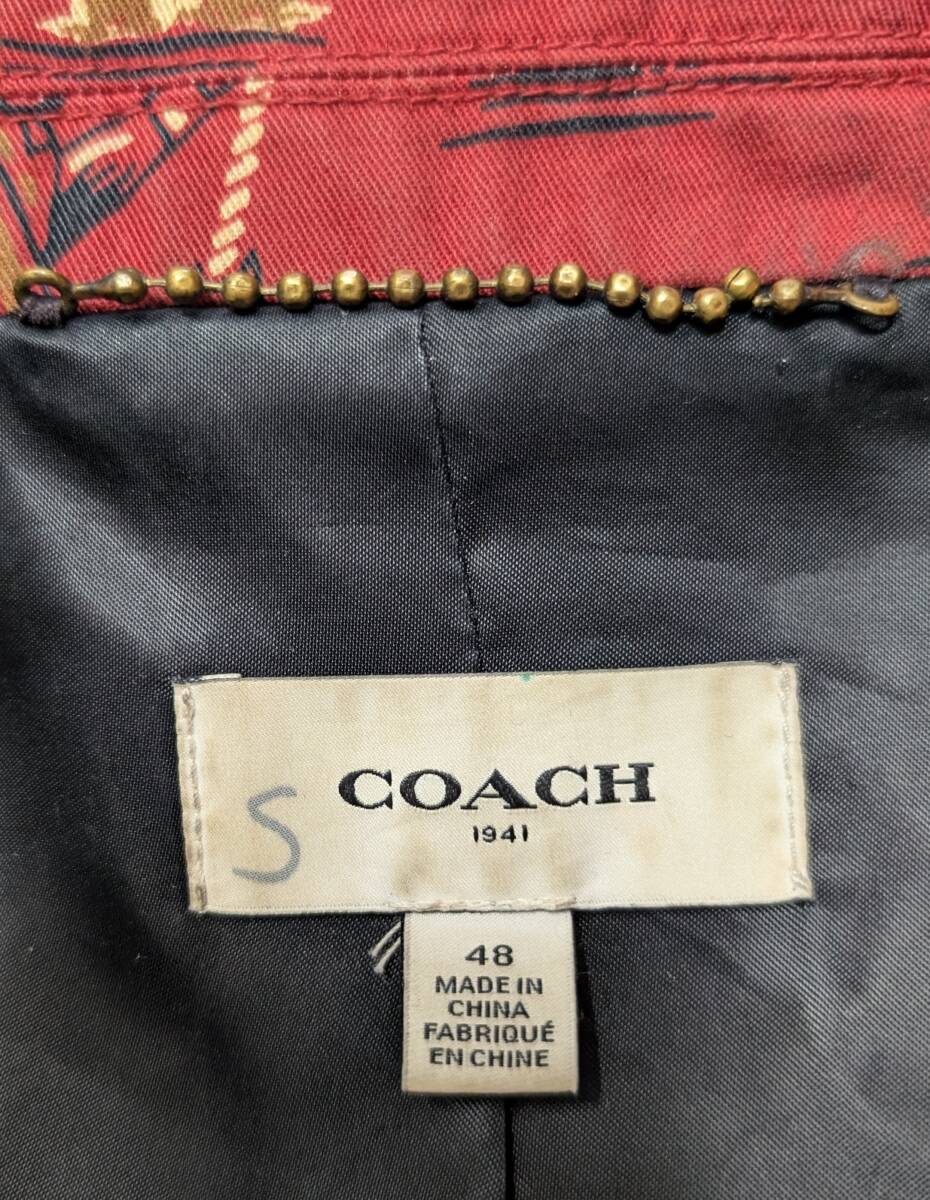 COACH
1941
S
48
MADE IN
CHINA
FABRIQUÉ
EN CHINE